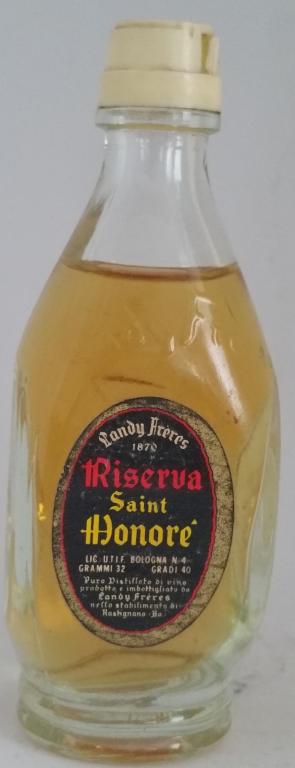 Landy Frères
1870
Riserva
Saint
Honoré
LIC. U.T.I.F. BOLOGNA N. 4
GRAMMI 32 GRADI 40
Puro Distillato di vino
prodotto e imbottigliato da
Landy Frères
nello stabilimento di
Rastignano (Bo)